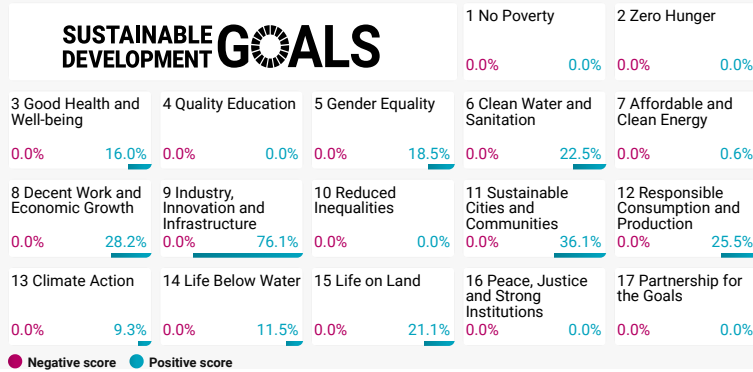 SUSTAINABLE
DEVELOPMENT
GOALS
1 No Poverty
0.0% 0.0%
2 Zero Hunger
0.0% 0.0%
3 Good Health and
Well-being
0.0% 16.0%
4 Quality Education
0.0% 0.0%
5 Gender Equality
0.0% 18.5%
6 Clean Water and
Sanitation
0.0% 22.5%
7 Affordable and
Clean Energy
0.0% 0.6%
8 Decent Work and
Economic Growth
0.0% 28.2%
9 Industry,
Innovation and
Infrastructure
0.0% 76.1%
10 Reduced
Inequalities
0.0% 0.0%
11 Sustainable
Cities and
Communities
0.0% 36.1%
12 Responsible
Consumption and
Production
0.0% 25.5%
13 Climate Action
0.0% 9.3%
14 Life Below Water
0.0% 11.5%
15 Life on Land
0.0% 21.1%
16 Peace, Justice
and Strong
Institutions
0.0% 0.0%
17 Partnership for
the Goals
0.0% 0.0%
Negative score Positive score